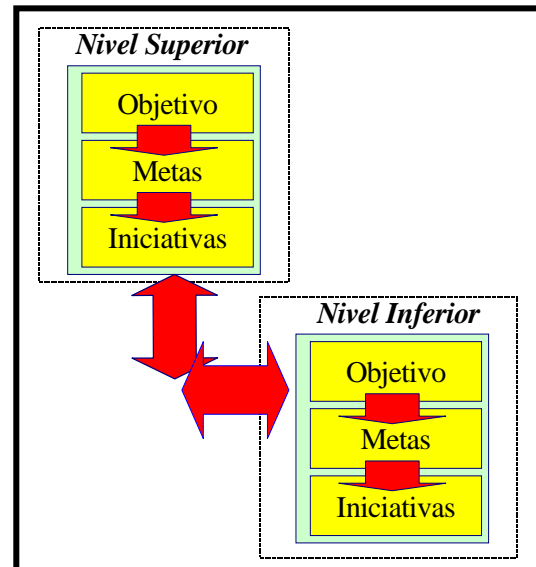 Nivel Superior
Objetivo
Metas
Iniciativas
Nivel Inferior
Objetivo
Metas
Iniciativas